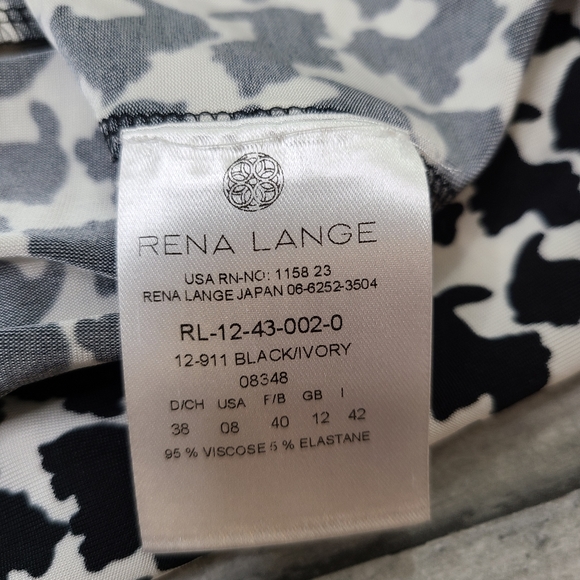 RENA LANGE
USA RN-NO: 1158 23
RENA LANGE JAPAN 06-6252-3504
RL-12-43-002-0
12-911 BLACK/IVORY
08348
D/CH USA F/B GB I
38 08 40 12 42
95 % VISCOSE 5 % ELASTANE